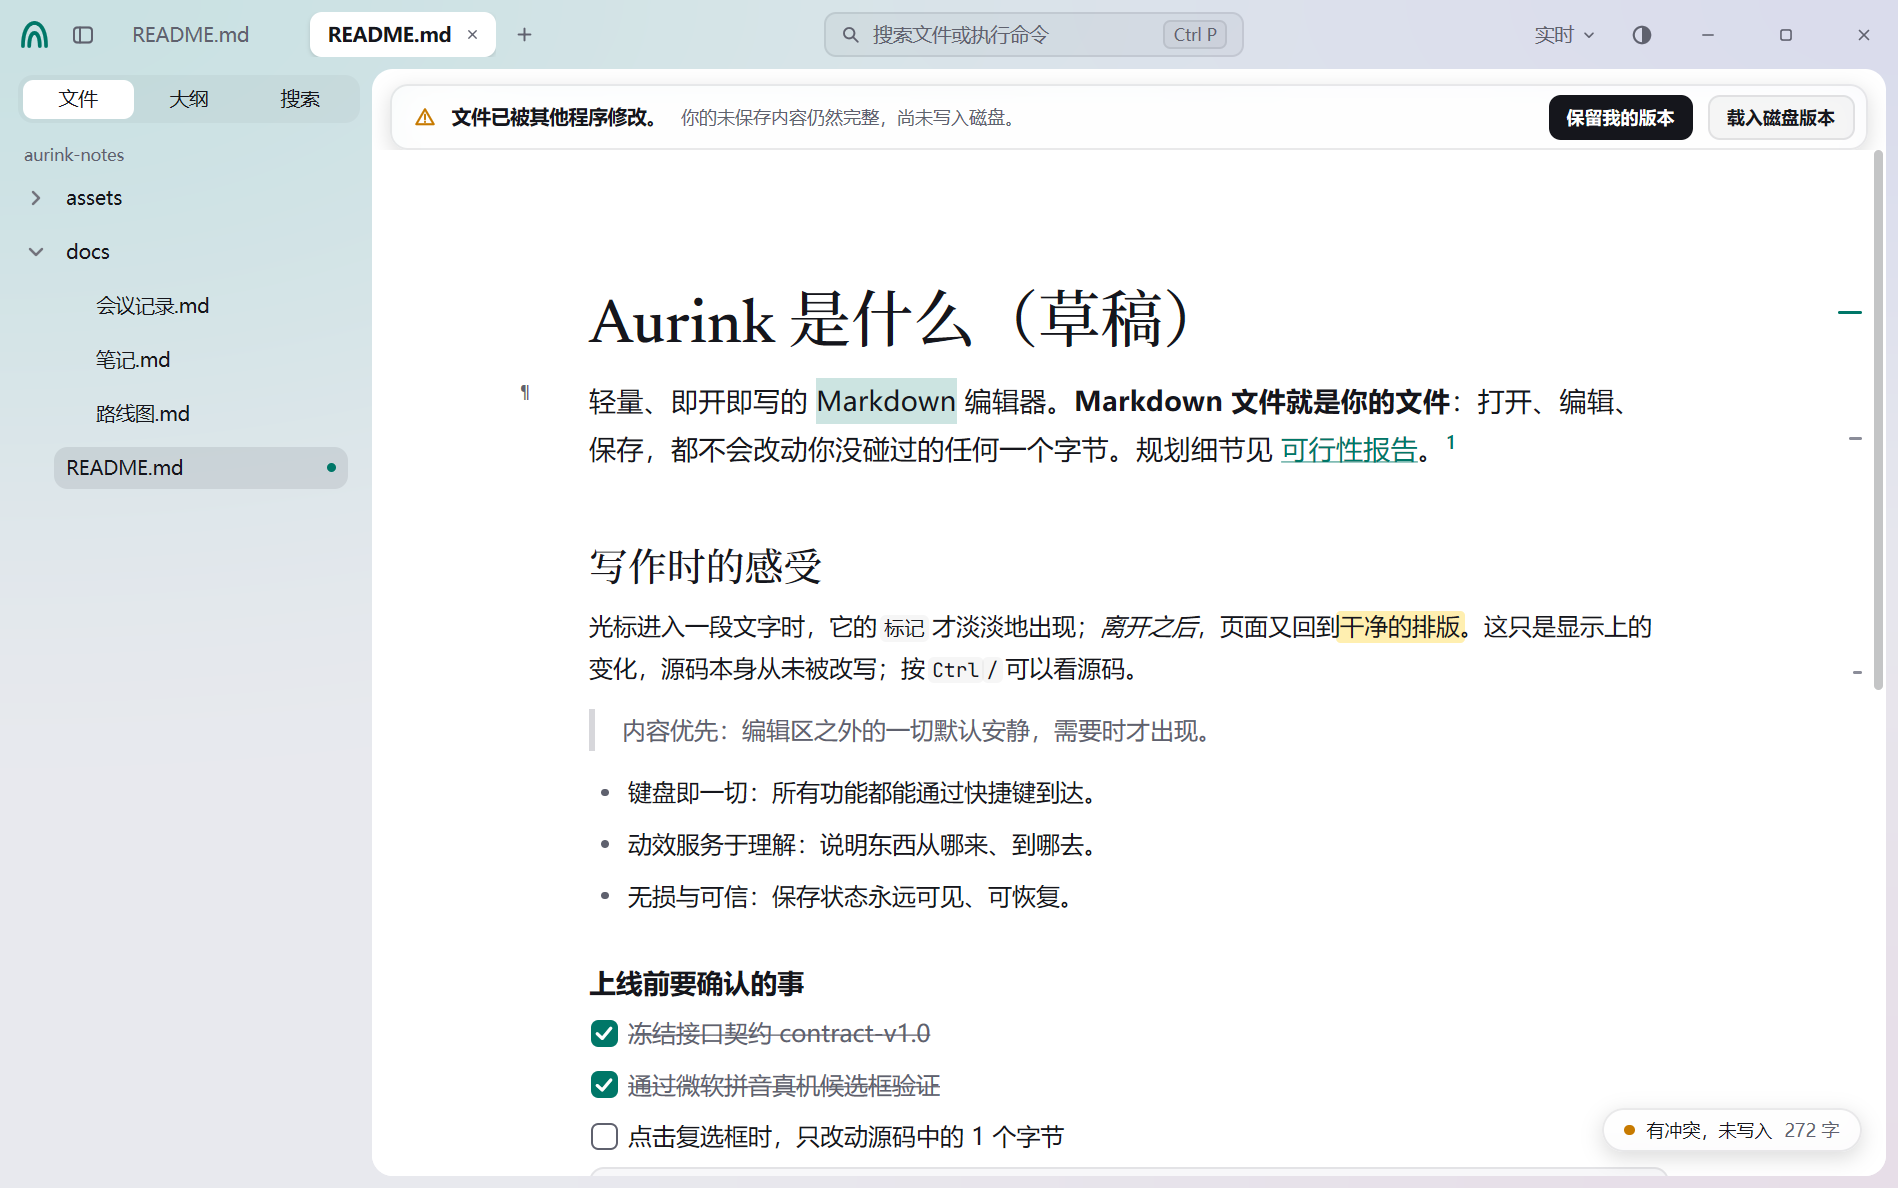 README.md
README.md
搜索文件或执行命令 Ctrl P
实时
文件 大纲 搜索
aurink-notes
assets
docs
会议记录.md
笔记.md
路线图.md
README.md
文件已被其他程序修改。 你的未保存内容仍然完整，尚未写入磁盘。 保留我的版本 载入磁盘版本
Aurink 是什么（草稿）
¶
轻量、即开即写的 Markdown 编辑器。Markdown 文件就是你的文件：打开、编辑、
保存，都不会改动你没碰过的任何一个字节。规划细节见 可行性报告。1
写作时的感受
光标进入一段文字时，它的 标记 才淡淡地出现；离开之后，页面又回到干净的排版。这只是显示上的
变化，源码本身从未被改写；按 Ctrl / 可以看源码。
内容优先：编辑区之外的一切默认安静，需要时才出现。
• 键盘即一切：所有功能都能通过快捷键到达。
• 动效服务于理解：说明东西从哪来、到哪去。
• 无损与可信：保存状态永远可见、可恢复。
上线前要确认的事
冻结接口契约 contract-v1.0
通过微软拼音真机候选框验证
点击复选框时，只改动源码中的 1 个字节
有冲突，未写入 272 字